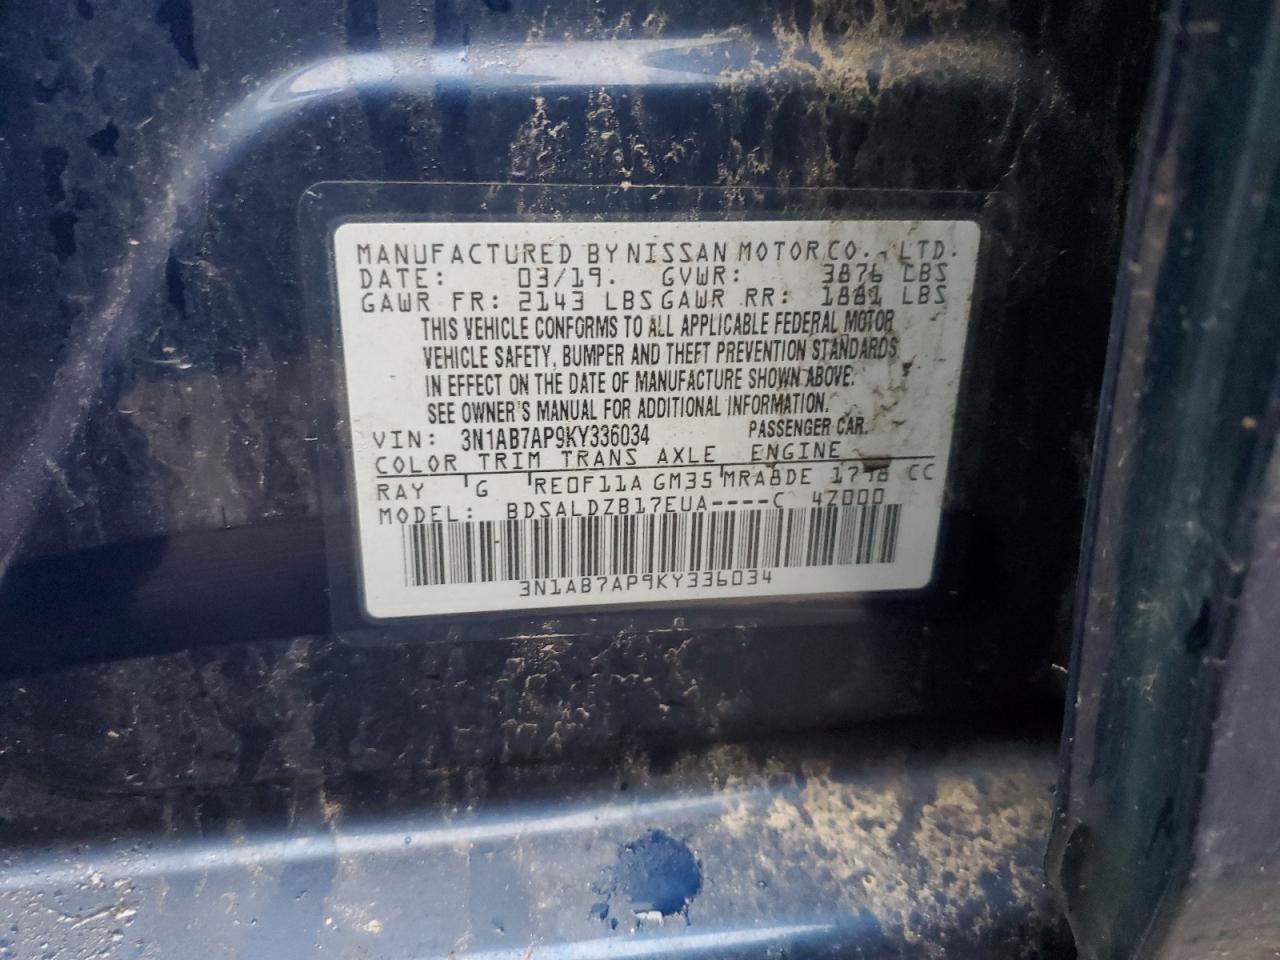 MANUFACTURED BY NISSAN MOTOR CO., LTD.
DATE: 03/19. GVWR: 3876 LBS
GAWR FR: 2143 LBS GAWR RR: 1881 LBS
THIS VEHICLE CONFORMS TO ALL APPLICABLE FEDERAL MOTOR
VEHICLE SAFETY, BUMPER AND THEFT PREVENTION STANDARDS
IN EFFECT ON THE DATE OF MANUFACTURE SHOWN ABOVE.
SEE OWNER'S MANUAL FOR ADDITIONAL INFORMATION.
VIN: 3N1AB7AP9KY336034 PASSENGER CAR.
COLOR TRIM TRANS AXLE ENGINE
RAY G RE0F11A GM35 MRA8DE 1798 CC
MODEL: BDSALDZB17EUA----C 4Z000
3N1AB7AP9KY336034